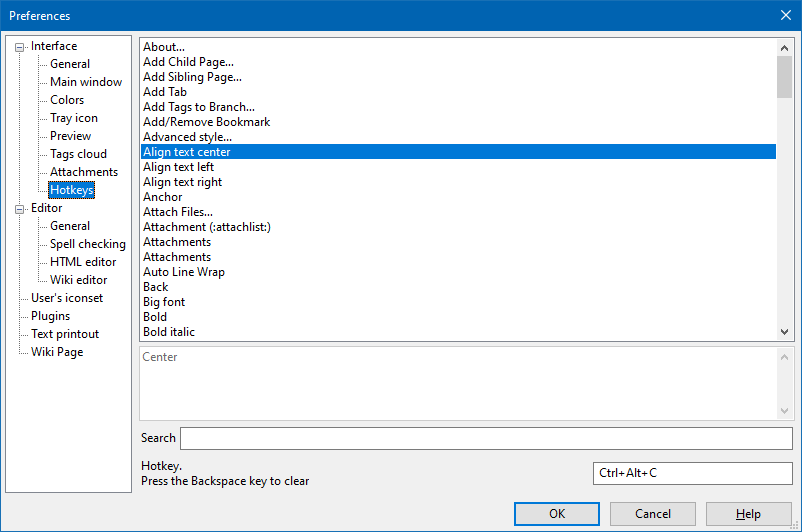 Preferences
Interface
General
Main window
Colors
Tray icon
Preview
Tags cloud
Attachments
Hotkeys
Editor
General
Spell checking
HTML editor
Wiki editor
User's iconset
Plugins
Text printout
Wiki Page
About...
Add Child Page...
Add Sibling Page...
Add Tab
Add Tags to Branch...
Add/Remove Bookmark
Advanced style...
Align text center
Align text left
Align text right
Anchor
Attach Files...
Attachment (:attachlist:)
Attachments
Attachments
Auto Line Wrap
Back
Big font
Bold
Bold italic
Center
Search
Hotkey.
Press the Backspace key to clear
Ctrl+Alt+C
OK
Cancel
Help